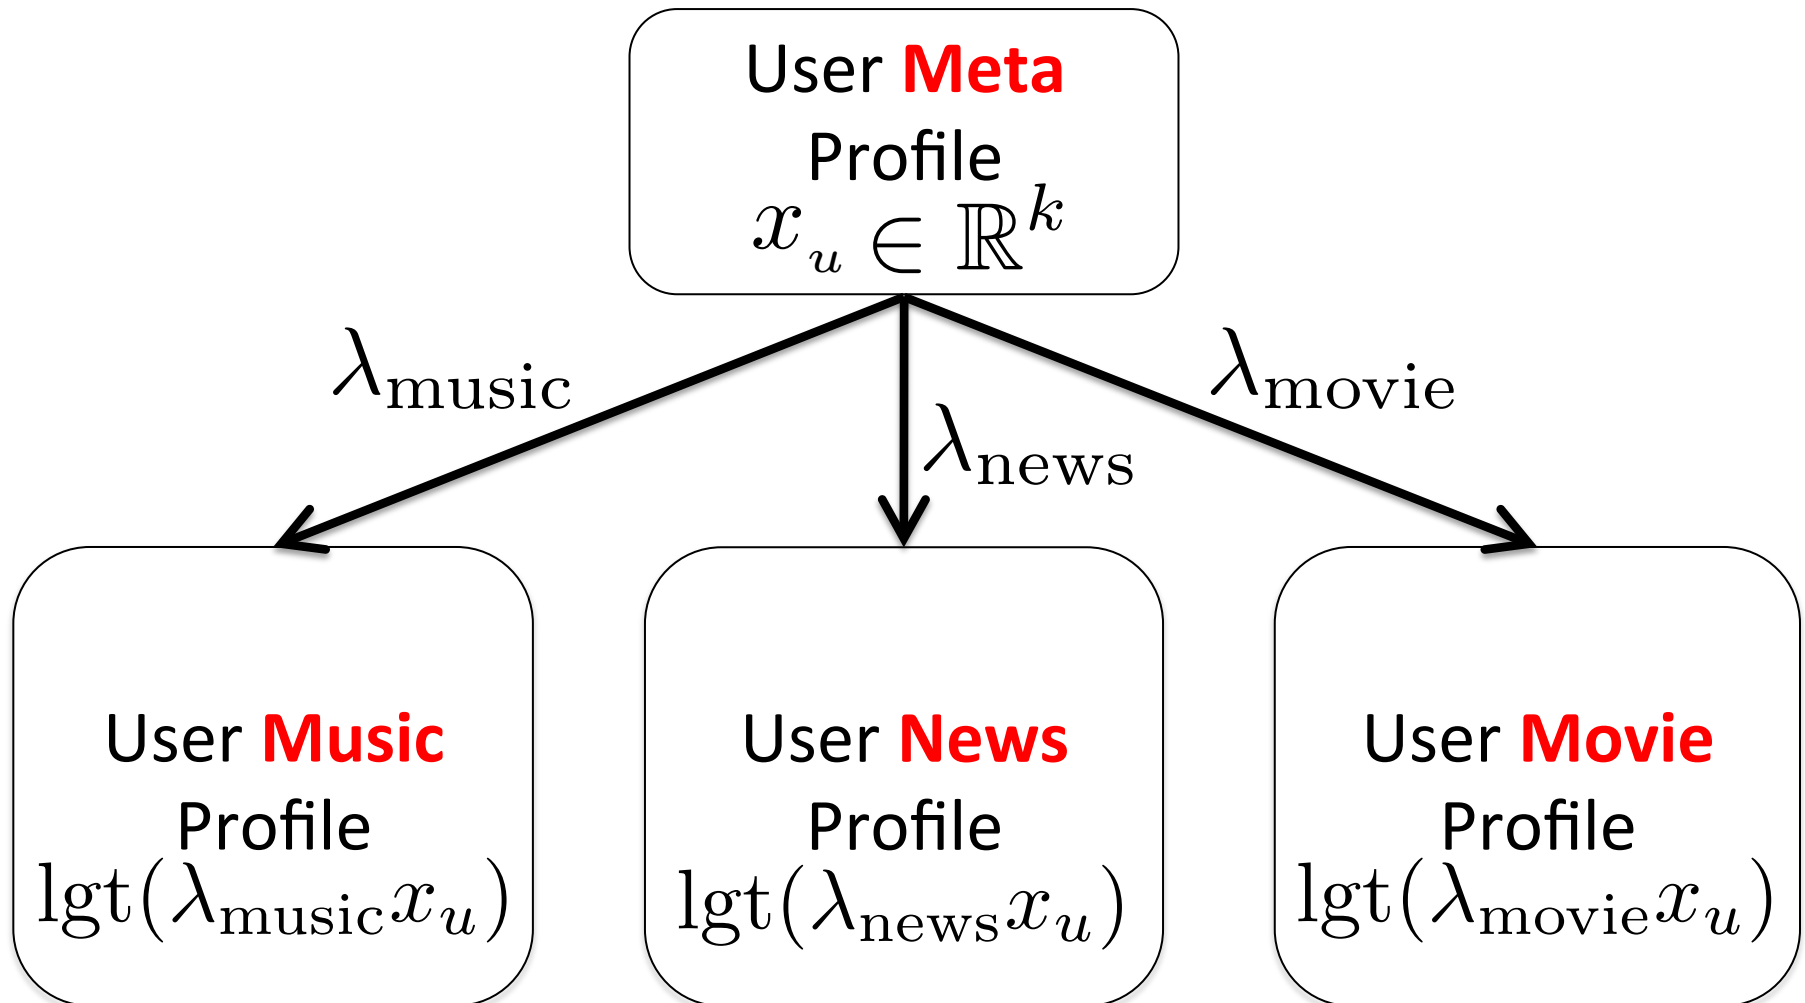 User Meta
Profile
x_u ∈ ℝ^k
λ_music
λ_movie
λ_news
User Music
Profile
lgt(λ_music x_u)
User News
Profile
lgt(λ_news x_u)
User Movie
Profile
lgt(λ_movie x_u)